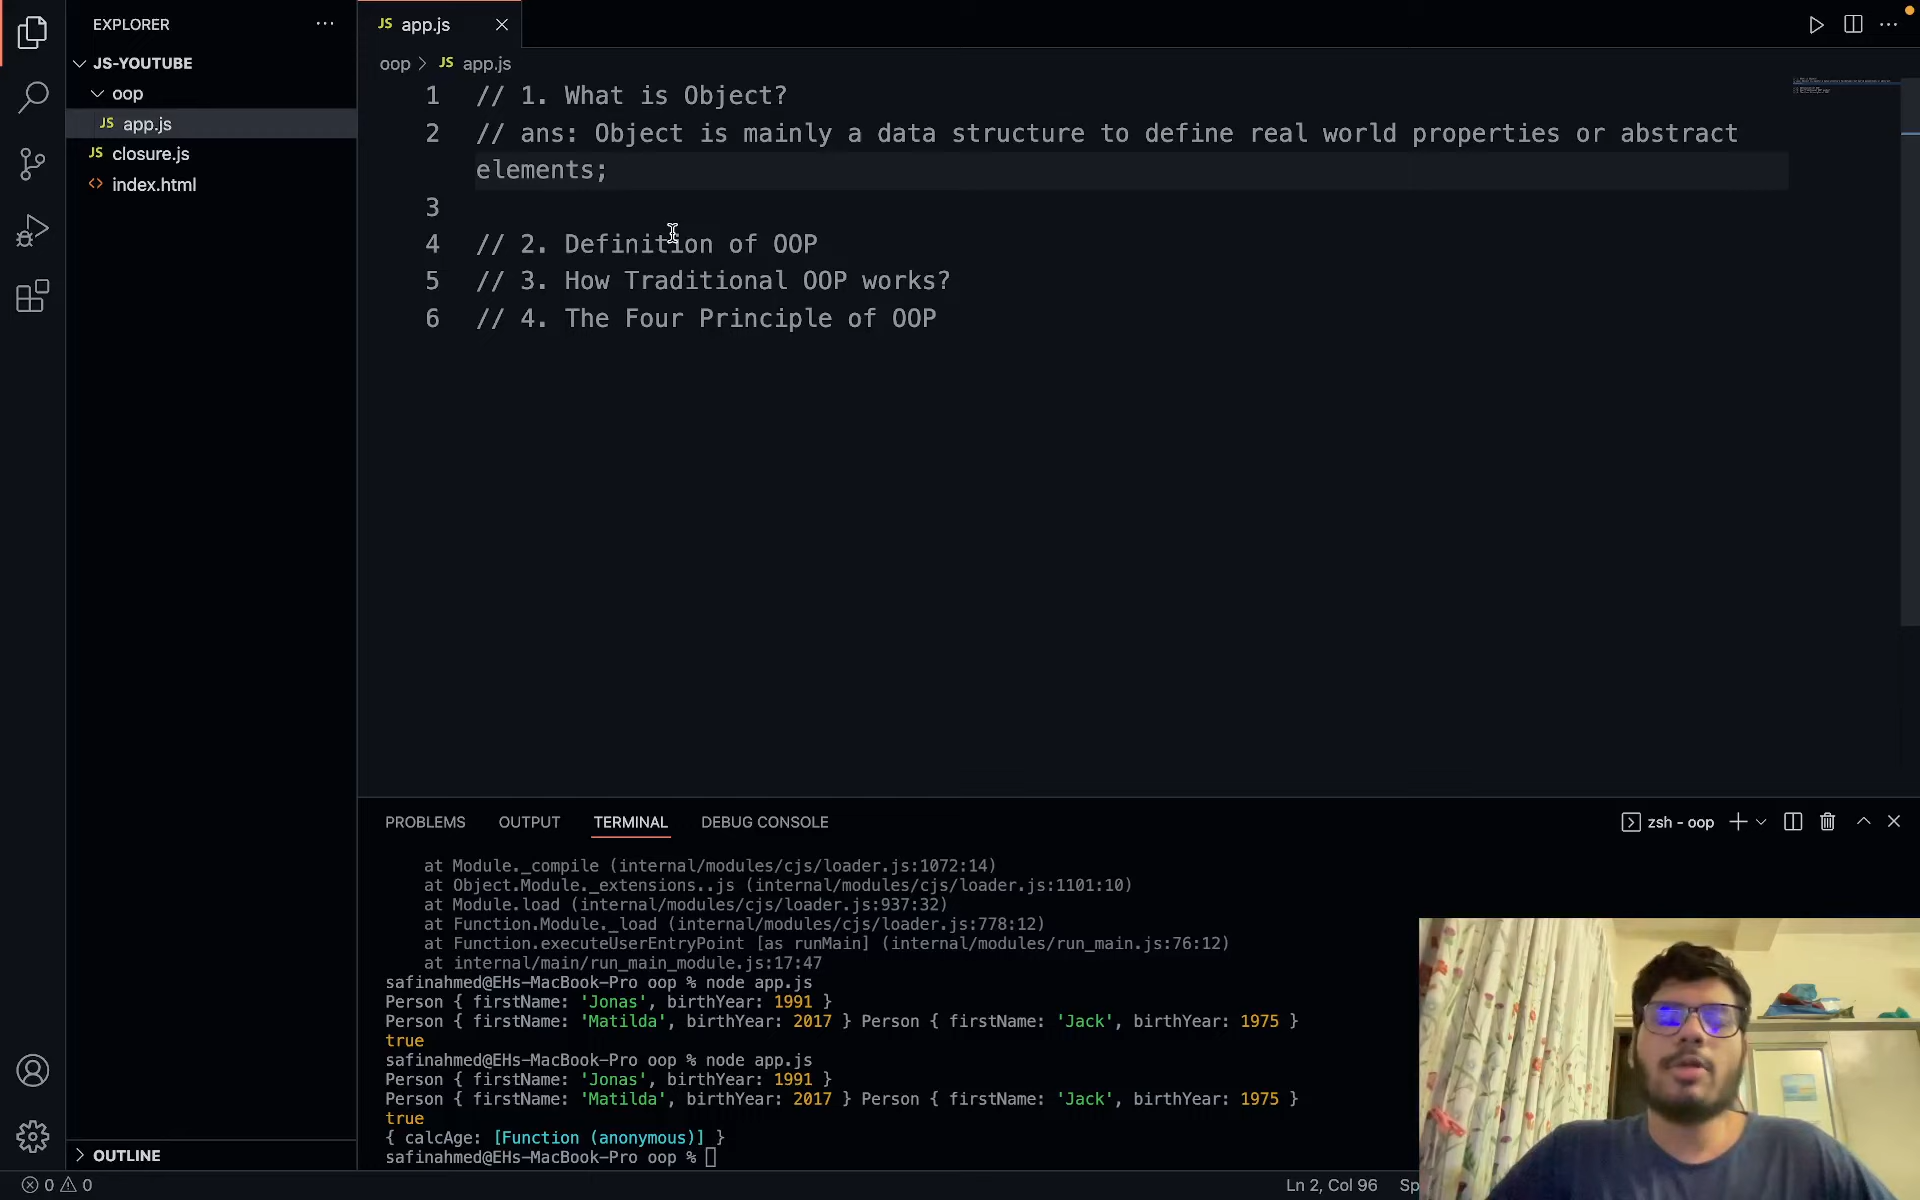 EXPLORER
JS-YOUTUBE
oop
JS app.js
JS closure.js
<> index.html
OUTLINE
JS app.js
oop > JS app.js
1 // 1. What is Object?
2 // ans: Object is mainly a data structure to define real world properties or abstract
elements;
3
4 // 2. Definition of OOP
5 // 3. How Traditional OOP works?
6 // 4. The Four Principle of OOP
PROBLEMS OUTPUT TERMINAL DEBUG CONSOLE
zsh - oop
at Module._compile (internal/modules/cjs/loader.js:1072:14)
at Object.Module._extensions..js (internal/modules/cjs/loader.js:1101:10)
at Module.load (internal/modules/cjs/loader.js:937:32)
at Function.Module._load (internal/modules/cjs/loader.js:778:12)
at Function.executeUserEntryPoint [as runMain] (internal/modules/run_main.js:76:12)
at internal/main/run_main_module.js:17:47
safinahmed@EHs-MacBook-Pro oop % node app.js
Person { firstName: 'Jonas', birthYear: 1991 }
Person { firstName: 'Matilda', birthYear: 2017 } Person { firstName: 'Jack', birthYear: 1975 }
true
safinahmed@EHs-MacBook-Pro oop % node app.js
Person { firstName: 'Jonas', birthYear: 1991 }
Person { firstName: 'Matilda', birthYear: 2017 } Person { firstName: 'Jack', birthYear: 1975 }
true
{ calcAge: [Function (anonymous)] }
safinahmed@EHs-MacBook-Pro oop %
0 0
Ln 2, Col 96 Sp